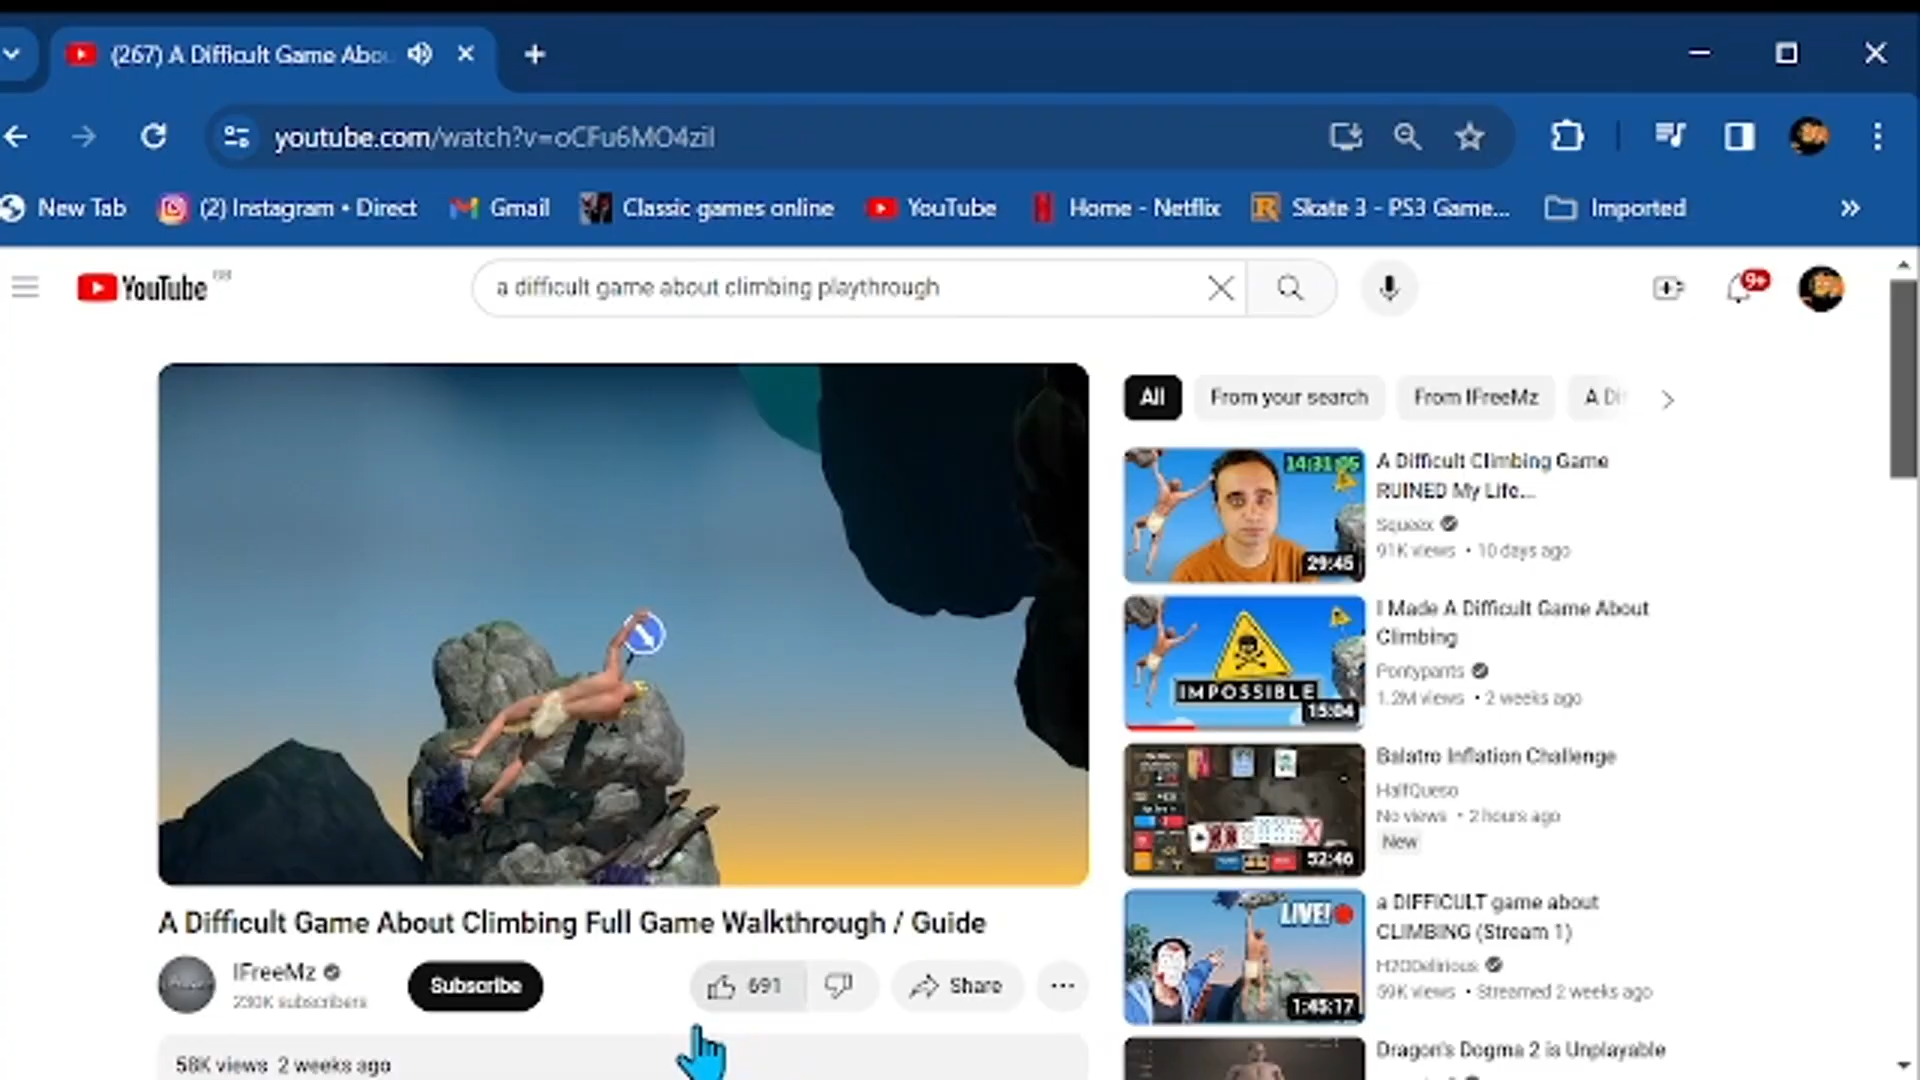 (267) A Difficult Game Abou
youtube.com/watch?v=oCFu6MO4ziI
New Tab
(2) Instagram • Direct
Gmail
Classic games online
YouTube
Home - Netflix
Skate 3 - PS3 Game...
Imported
YouTube GB
a difficult game about climbing playthrough
9+
All
From your search
From IFreeMz
A Di
14:31:05
29:45
A Difficult Climbing Game
RUINED My Life...
Squeex
91K views • 10 days ago
IMPOSSIBLE
15:04
I Made A Difficult Game About
Climbing
Pontypants
1.2M views • 2 weeks ago
52:46
Balatro Inflation Challenge
HalfQueso
No views • 2 hours ago
New
LIVE!
1:45:17
a DIFFICULT game about
CLIMBING (Stream 1)
H2ODelirious
59K views • Streamed 2 weeks ago
Dragon's Dogma 2 is Unplayable
A Difficult Game About Climbing Full Game Walkthrough / Guide
IFreeMz
230K subscribers
Subscribe
691
Share
58K views 2 weeks ago